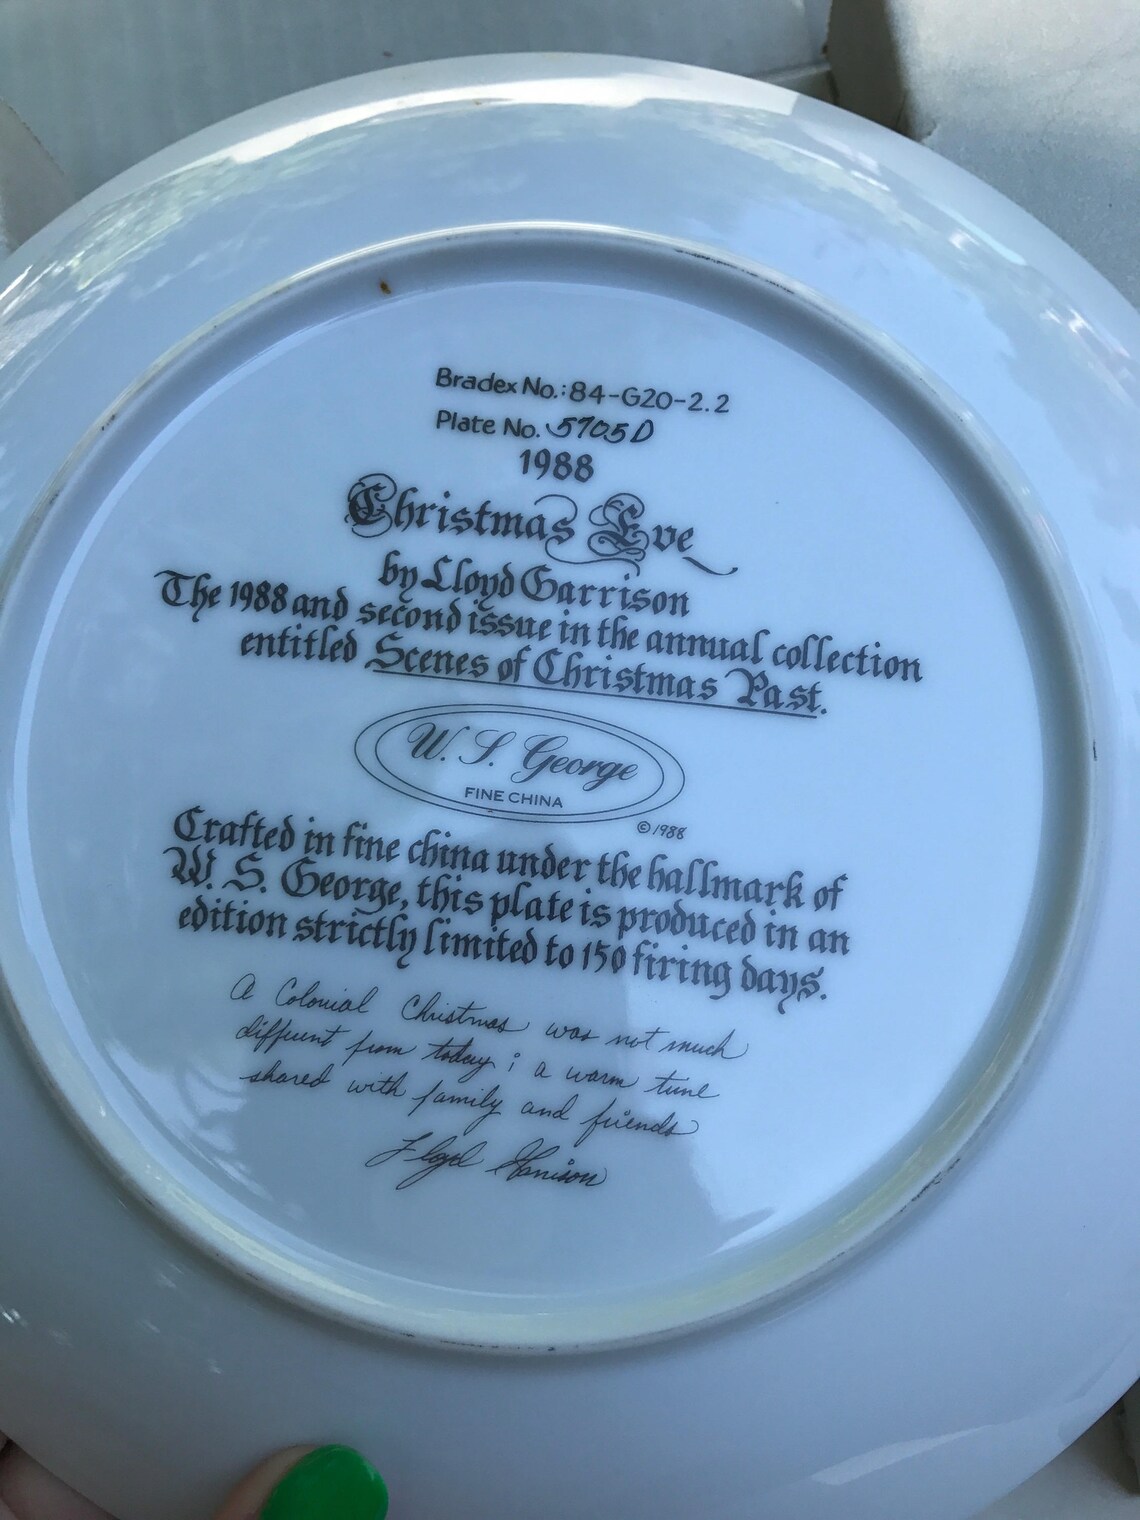 Bradex No.:84-G20-2.2
Plate No. 5705D
1988
Christmas Eve
by Lloyd Garrison
The 1988 and second issue in the annual collection
entitled Scenes of Christmas Past.
W. S. George
FINE CHINA
©1988
Crafted in fine china under the hallmark of
W. S. George, this plate is produced in an
edition strictly limited to 150 firing days.
A Colonial Christmas was not much
different from today; a warm time
shared with family and friends
Lloyd Garrison